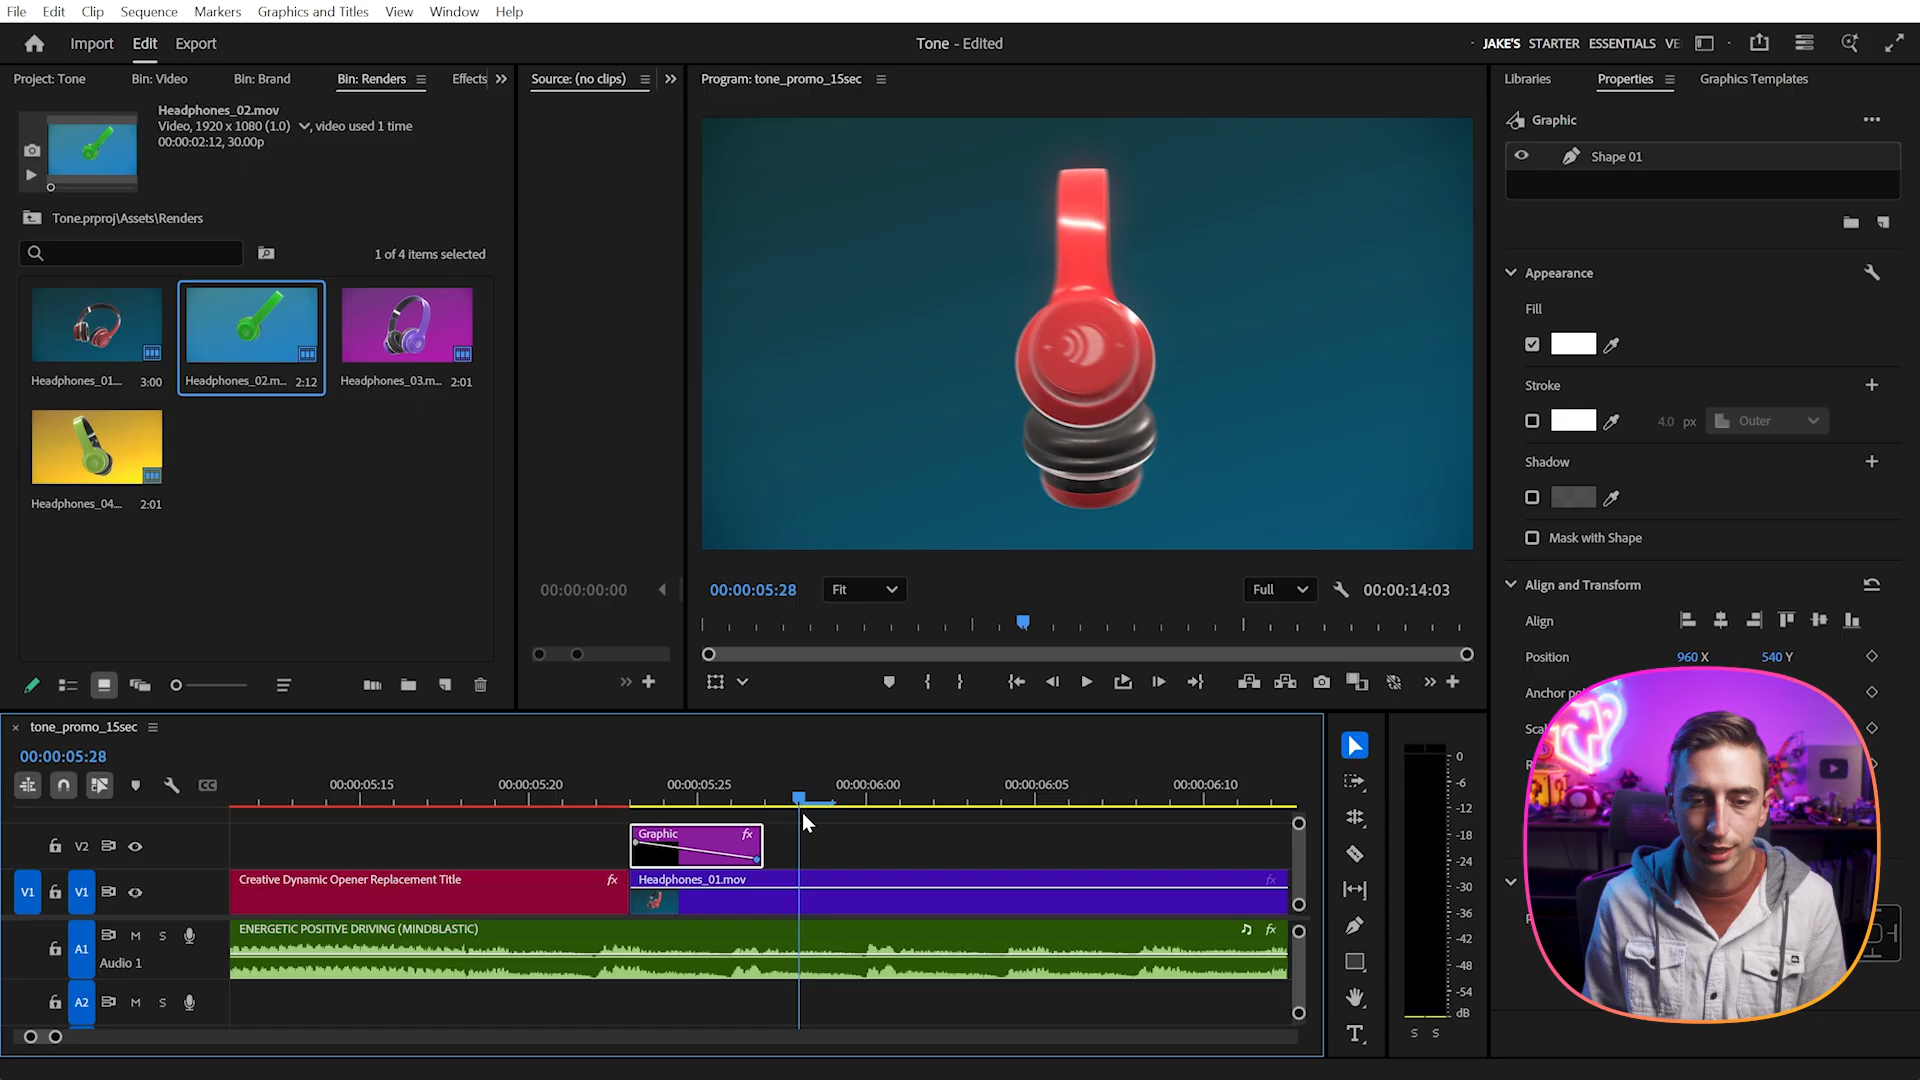 File Edit Clip Sequence Markers Graphics and Titles View Window Help
Import Edit Export
Tone - Edited
JAKE'S STARTER ESSENTIALS VE
Project: Tone Bin: Video Bin: Brand Bin: Renders Effects
Headphones_02.mov
Video, 1920 x 1080 (1.0) , video used 1 time
00:00:02:12, 30.00p
Tone.prproj\Assets\Renders
1 of 4 items selected
Headphones_01.... 3:00
Headphones_02.m... 2:12
Headphones_03.m... 2:01
Headphones_04.... 2:01
Source: (no clips)
00:00:00:00
Program: tone_promo_15sec
00:00:05:28 Fit Full 00:00:14:03
Libraries Properties Graphics Templates
Graphic
Shape 01
Appearance
Fill
Stroke
4.0 px Outer
Shadow
Mask with Shape
Align and Transform
Align
Position 960 X 540 Y
tone_promo_15sec
00:00:05:28
00:00:05:15 00:00:05:20 00:00:05:25 00:00:06:00 00:00:06:05 00:00:06:10
V2 Graphic fx
V1 V1 Creative Dynamic Opener Replacement Title fx Headphones_01.mov fx
A1 M S ENERGETIC POSITIVE DRIVING (MINDBLASTIC) fx
Audio 1
A2 M S
0
-6
-12
-18
-24
-30
-36
-42
-48
-54
dB
S S